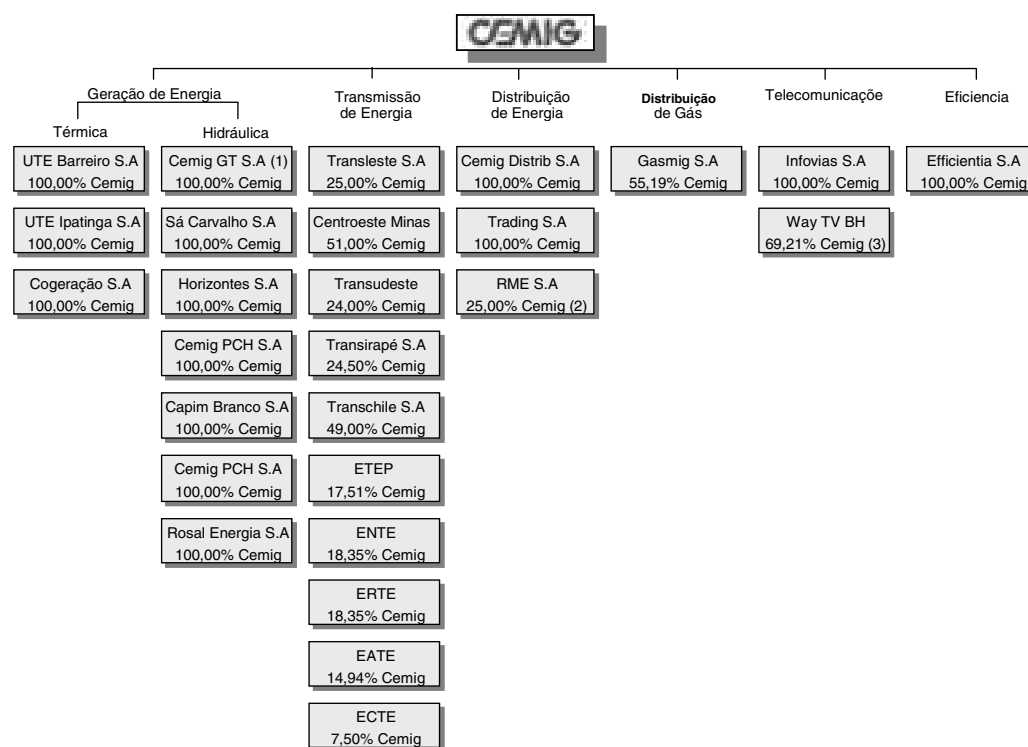 CEMIG
Geração de Energia
Térmica
UTE Barreiro S.A
100,00% Cemig
UTE Ipatinga S.A
100,00% Cemig
Cogeração S.A
100,00% Cemig
Hidráulica
Cemig GT S.A (1)
100,00% Cemig
Sá Carvalho S.A
100,00% Cemig
Horizontes S.A
100,00% Cemig
Cemig PCH S.A
100,00% Cemig
Capim Branco S.A
100,00% Cemig
Cemig PCH S.A
100,00% Cemig
Rosal Energia S.A
100,00% Cemig
Transmissão
de Energia
Transleste S.A
25,00% Cemig
Centroeste Minas
51,00% Cemig
Transudeste
24,00% Cemig
Transirapé S.A
24,50% Cemig
Transchile S.A
49,00% Cemig
ETEP
17,51% Cemig
ENTE
18,35% Cemig
ERTE
18,35% Cemig
EATE
14,94% Cemig
ECTE
7,50% Cemig
Distribuição
de Energia
Cemig Distrib S.A
100,00% Cemig
Trading S.A
100,00% Cemig
RME S.A
25,00% Cemig (2)
Distribuição
de Gás
Gasmig S.A
55,19% Cemig
Telecomunicaçõe
Infovias S.A
100,00% Cemig
Way TV BH
69,21% Cemig (3)
Eficiencia
Efficientia S.A
100,00% Cemig